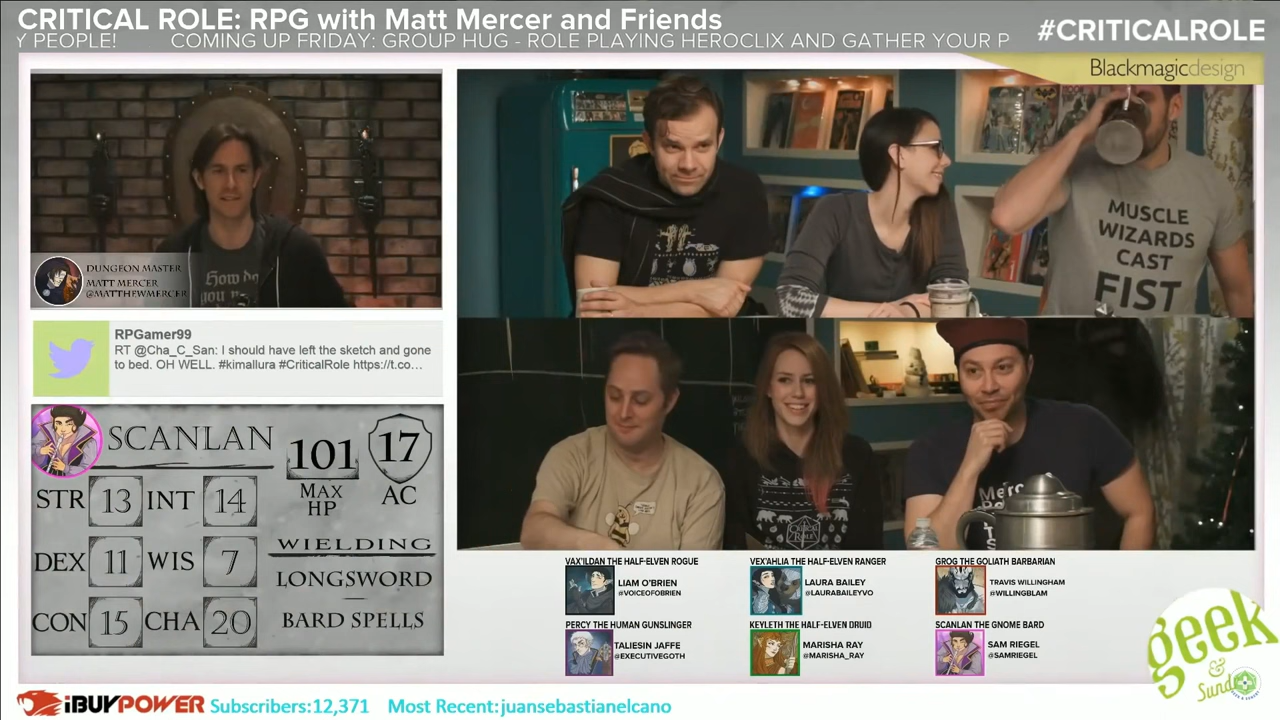 CRITICAL ROLE: RPG with Matt Mercer and Friends
Y PEOPLE! COMING UP FRIDAY: GROUP HUG - ROLE PLAYING HEROCLIX AND GATHER YOUR P
#CRITICALROLE
Blackmagicdesign
How do
you
DUNGEON MASTER
MATT MERCER
@MATTHEWMERCER
MUSCLE
WIZARDS
CAST
FIST
RPGamer99
RT @Cha_C_San: I should have left the sketch and gone
to bed. OH WELL. #kimallura #CriticalRole https://t.co...
SCANLAN
101
MAX
HP
17
AC
STR 13 INT 14
DEX 11 WIS 7
CON 15 CHA 20
WIELDING
LONGSWORD
BARD SPELLS
VAX'ILDAN THE HALF-ELVEN ROGUE
LIAM O'BRIEN
@VOICEOFOBRIEN
VEX'AHLIA THE HALF-ELVEN RANGER
LAURA BAILEY
@LAURABAILEYVO
GROG THE GOLIATH BARBARIAN
TRAVIS WILLINGHAM
@WILLINGBLAM
PERCY THE HUMAN GUNSLINGER
TALIESIN JAFFE
@EXECUTIVEGOTH
KEYLETH THE HALF-ELVEN DRUID
MARISHA RAY
@MARISHA_RAY
SCANLAN THE GNOME BARD
SAM RIEGEL
@SAMRIEGEL
geek
&
Sund
iBUYPOWER Subscribers:12,371 Most Recent:juansebastianelcano